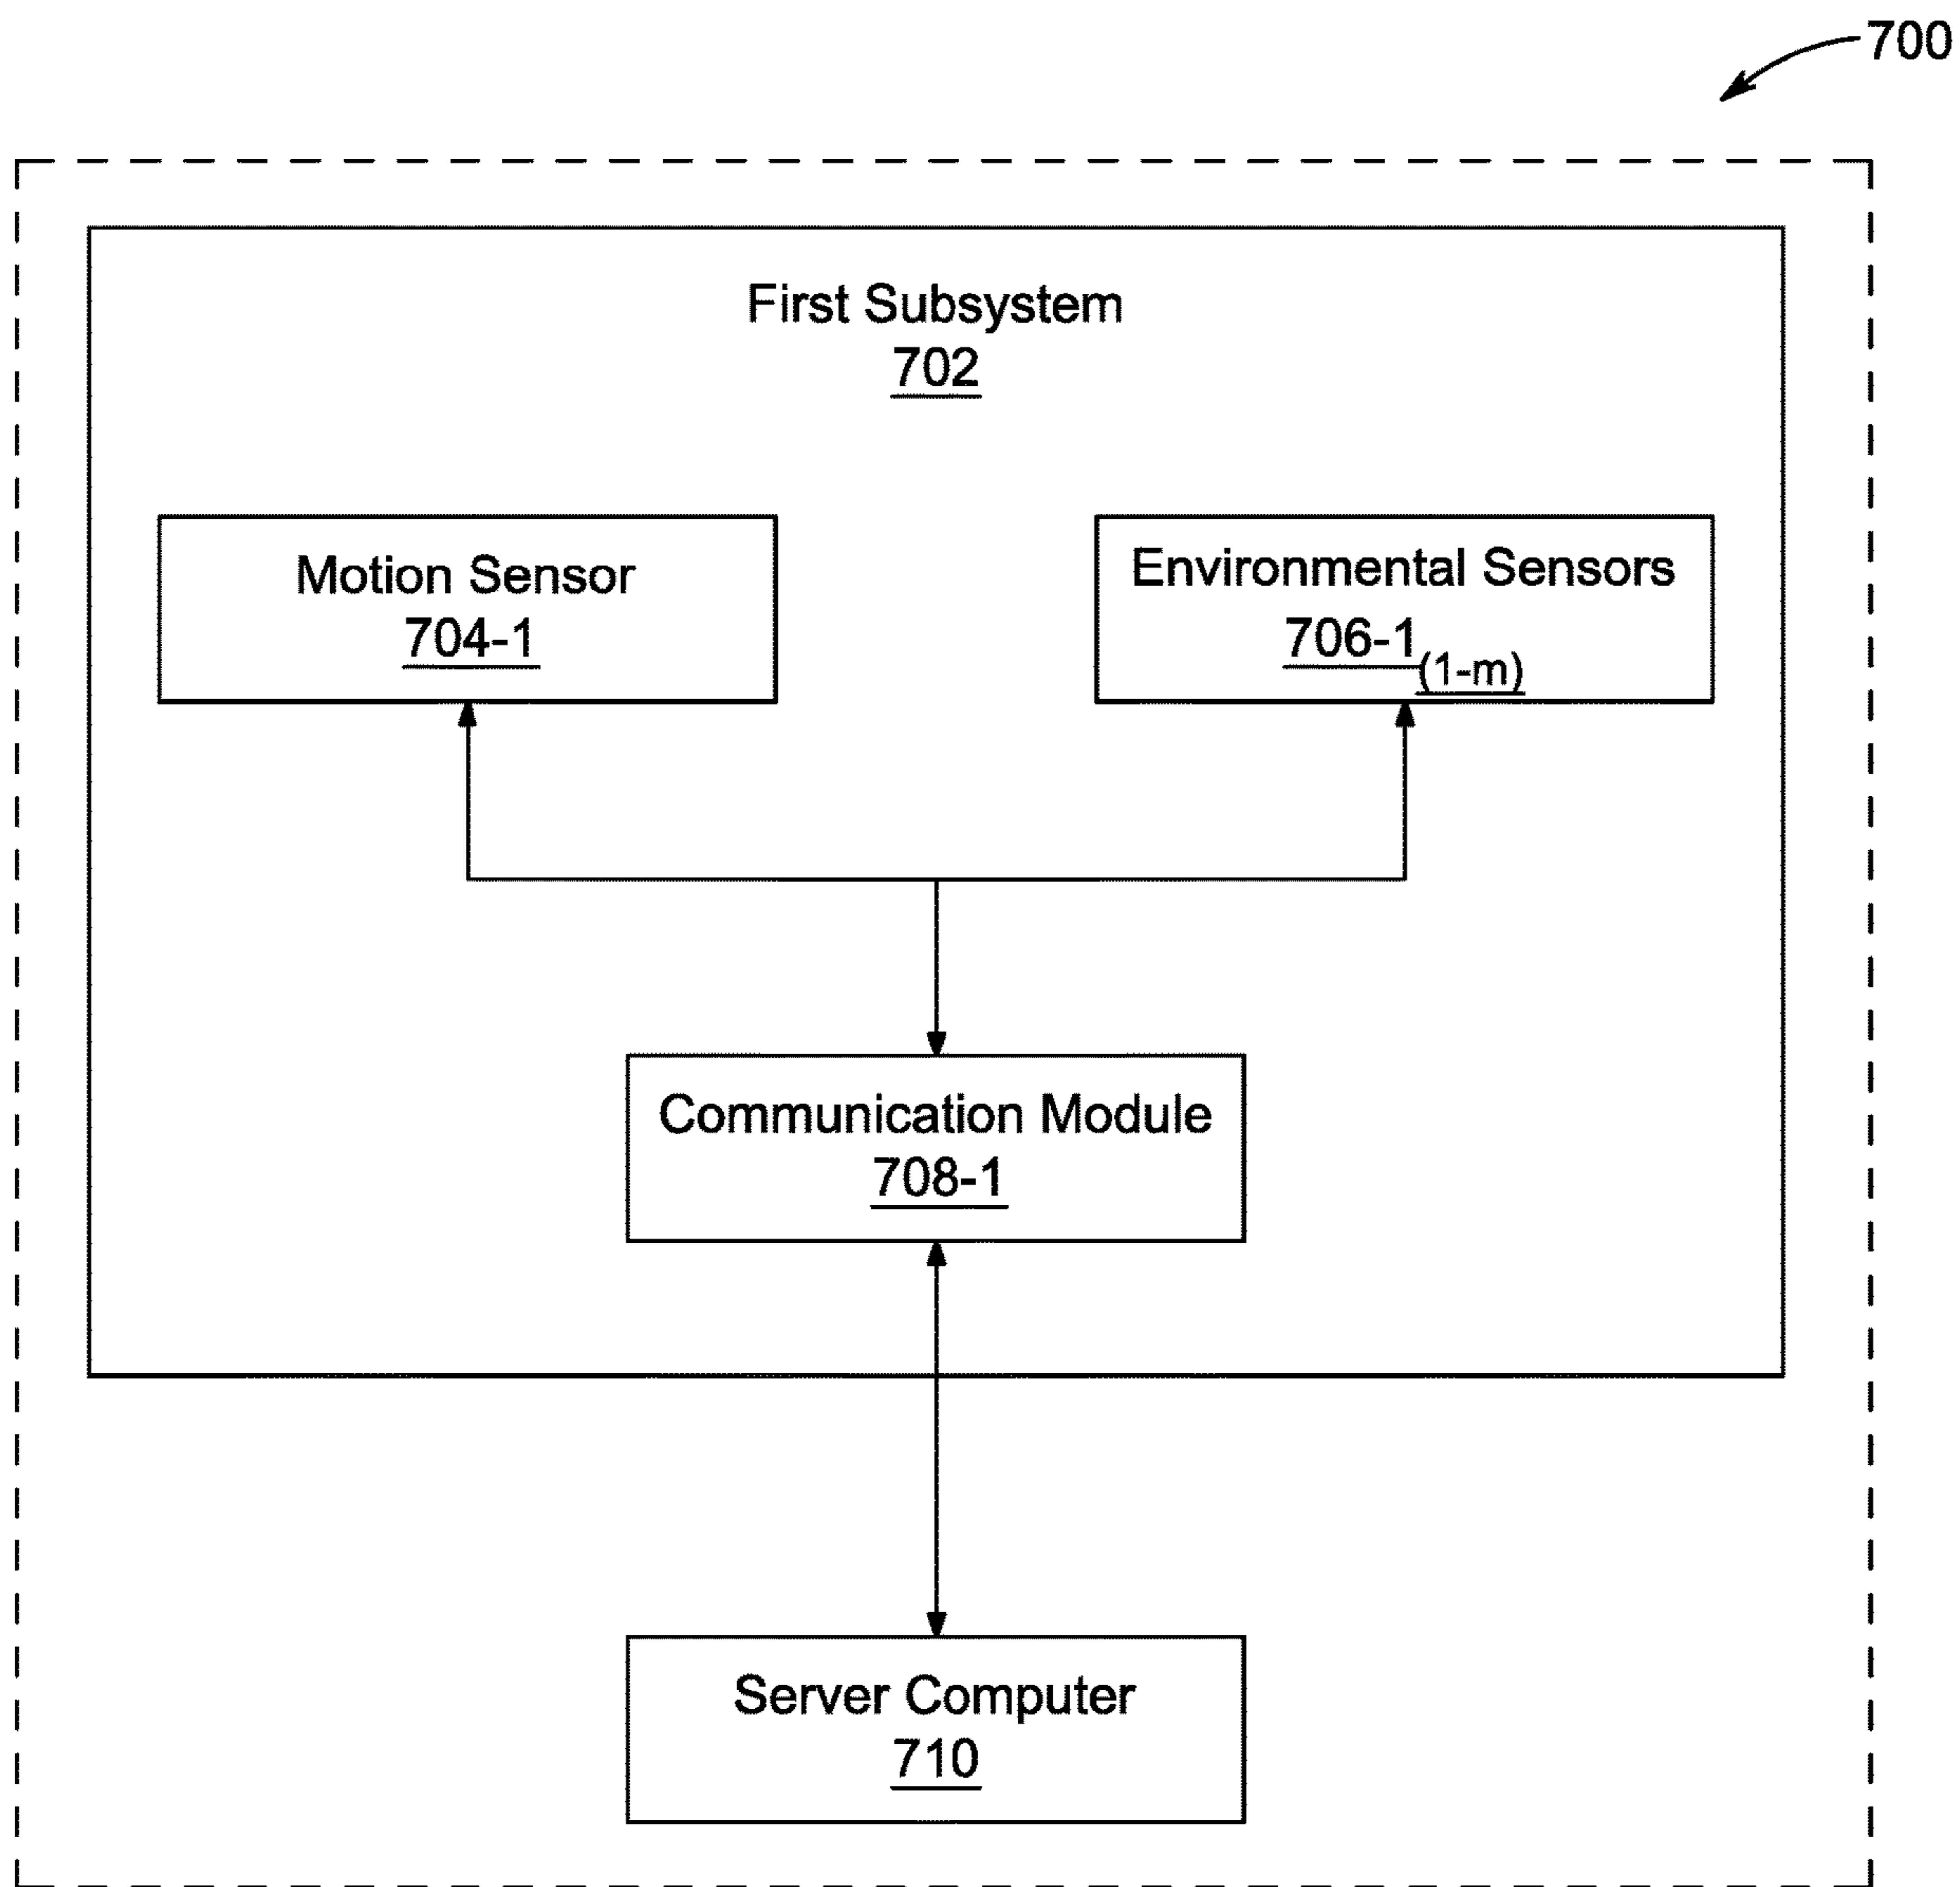 700
First Subsystem
702
Motion Sensor
704-1
Environmental Sensors
706-1(1-m)
Communication Module
708-1
Server Computer
710